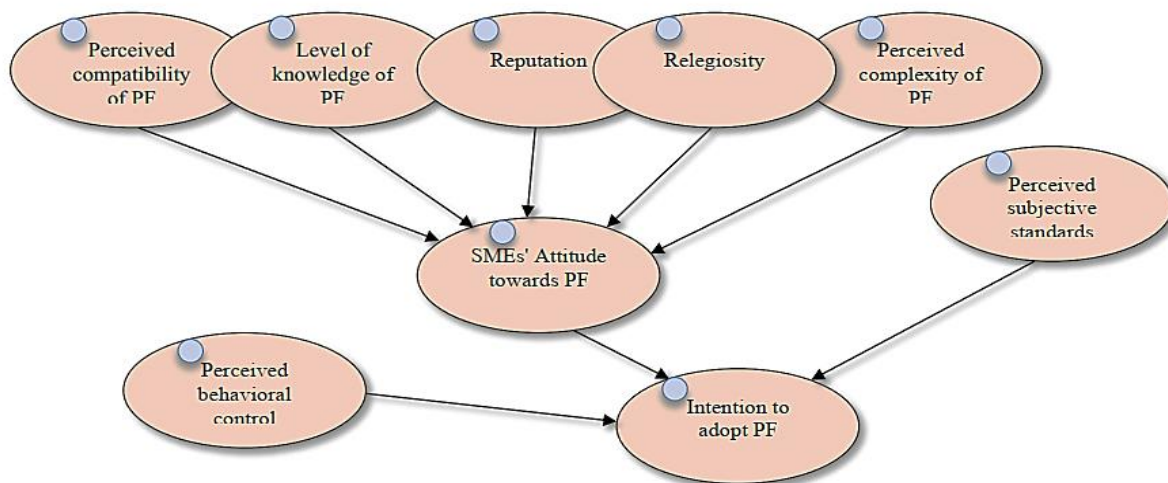 Perceived
compatibility
of PF
Level of
knowledge of
PF
Reputation
Relegiosity
Perceived
complexity of
PF
Perceived
subjective
standards
SMEs' Attitude
towards PF
Perceived
behavioral
control
Intention to
adopt PF